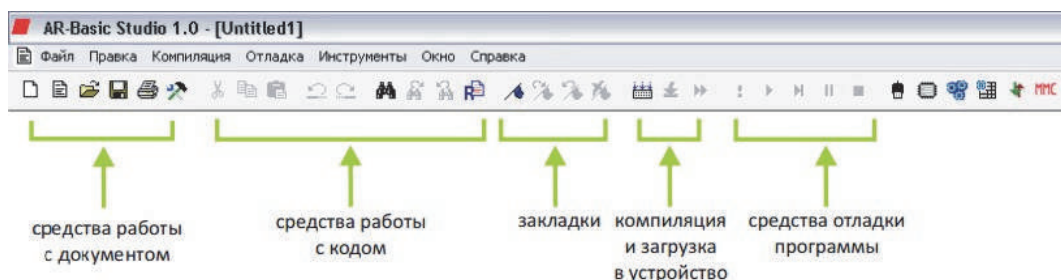 AR-Basic Studio 1.0 - [Untitled1]
Файл Правка Компиляция Отладка Инструменты Окно Справка
R MMC
средства работы
с документом
средства работы
с кодом
закладки
компиляция
и загрузка
в устройство
средства отладки
программы